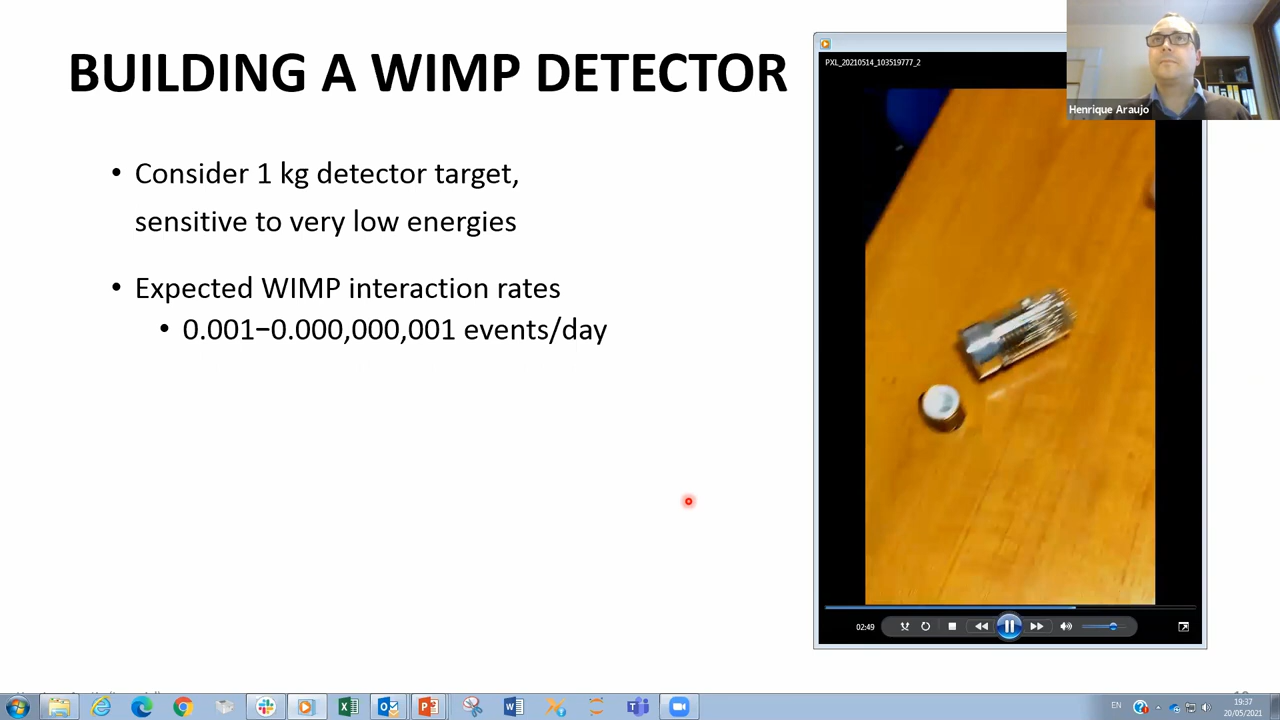 BUILDING A WIMP DETECTOR
• Consider 1 kg detector target,
sensitive to very low energies
• Expected WIMP interaction rates
• 0.001–0.000,000,001 events/day
PXL_20210514_103519777_2
Henrique Araujo
02:49
EN
19:37
20/05/2021